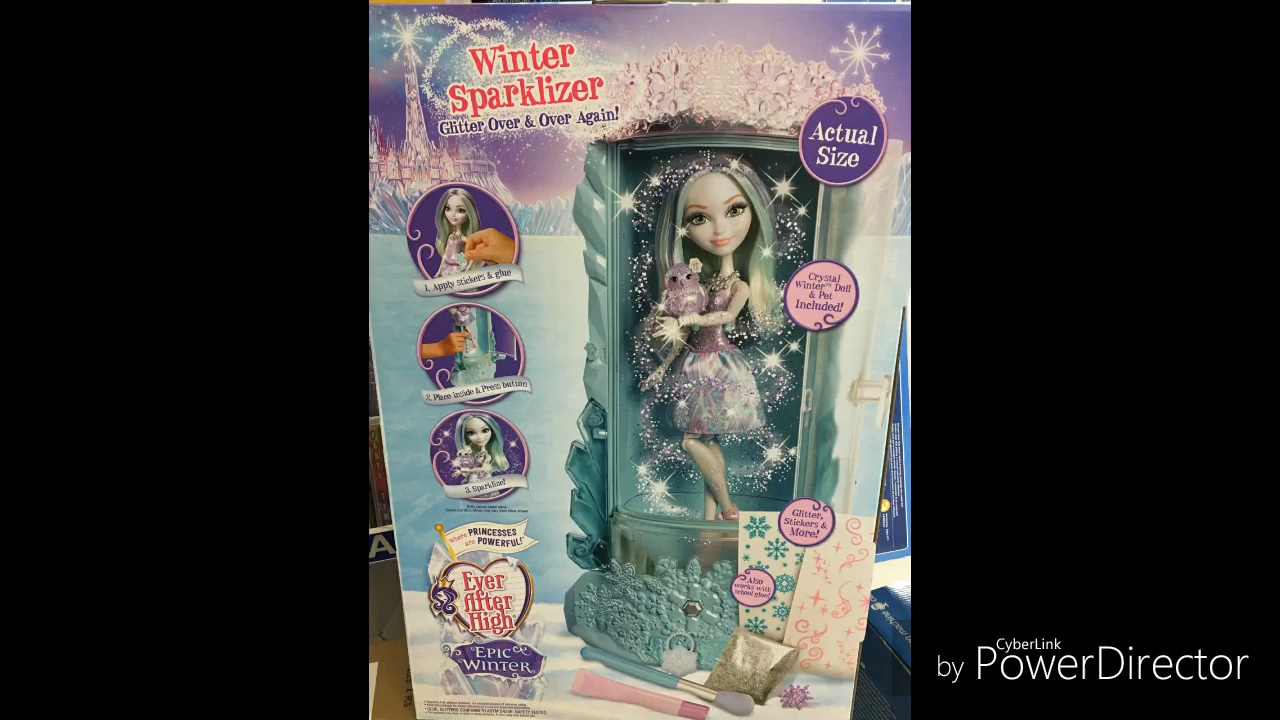 Winter
Sparklizer
Glitter Over & Over Again!
Actual
Size
1. Apply stickers & glue
Crystal
Winter™ Doll
& Pet
Included!
2. Place inside & Press button
3. Sparklize!
Where PRINCESSES
are POWERFUL!™
Glitter,
Stickers &
More!
Also
works with
school glue!
Ever
After
High
EPIC
WINTER
CyberLink
by PowerDirector